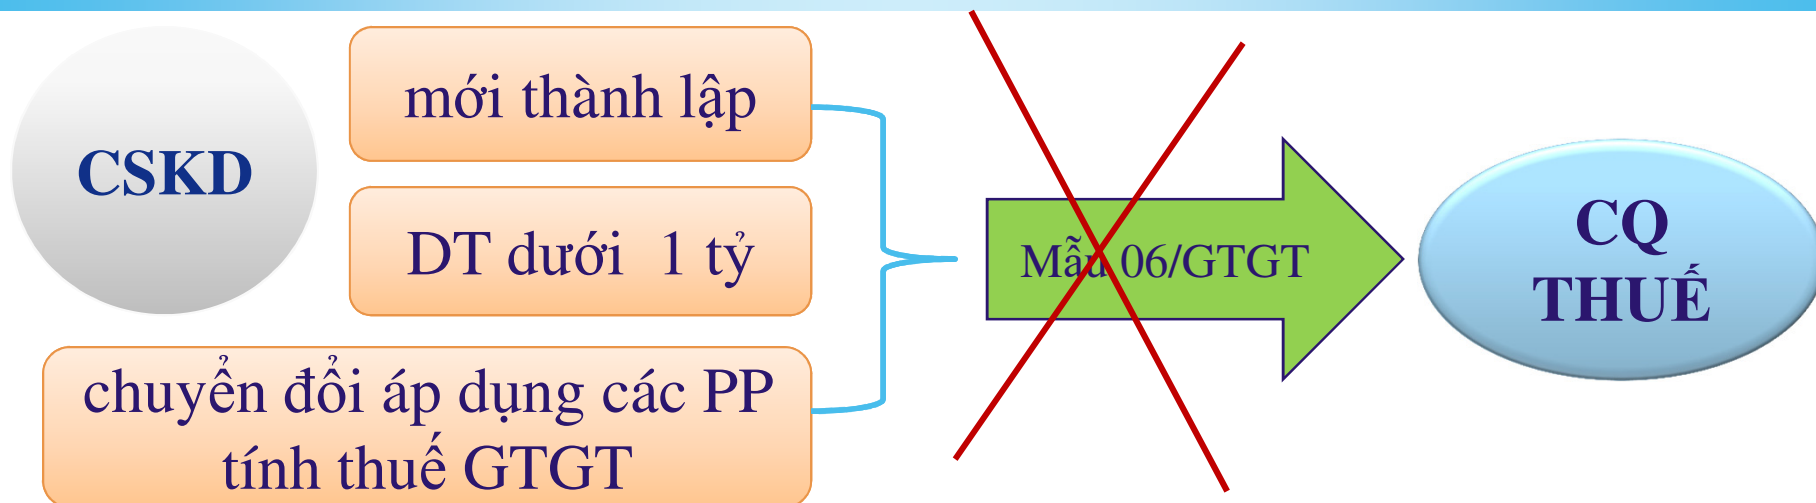 CSKD
mới thành lập
DT dưới 1 tỷ
chuyển đổi áp dụng các PP
tính thuế GTGT
Mẫu 06/GTGT
CQ
THUẾ